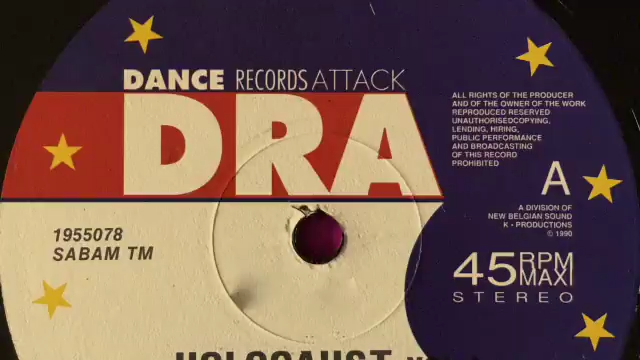 DANCE RECORDS ATTACK
DRA
ALL RIGHTS OF THE PRODUCER
AND OF THE OWNER OF THE WORK
REPRODUCED RESERVED
UNAUTHORISEDCOPYING,
LENDING, HIRING,
PUBLIC PERFORMANCE
AND BROADCASTING
OF THIS RECORD
PROHIBITED
A
1955078
SABAM TM
A DIVISION OF
NEW BELGIAN SOUND
K - PRODUCTIONS
© 1990
45 RPM
MAXI
STEREO
HOLOCAUST